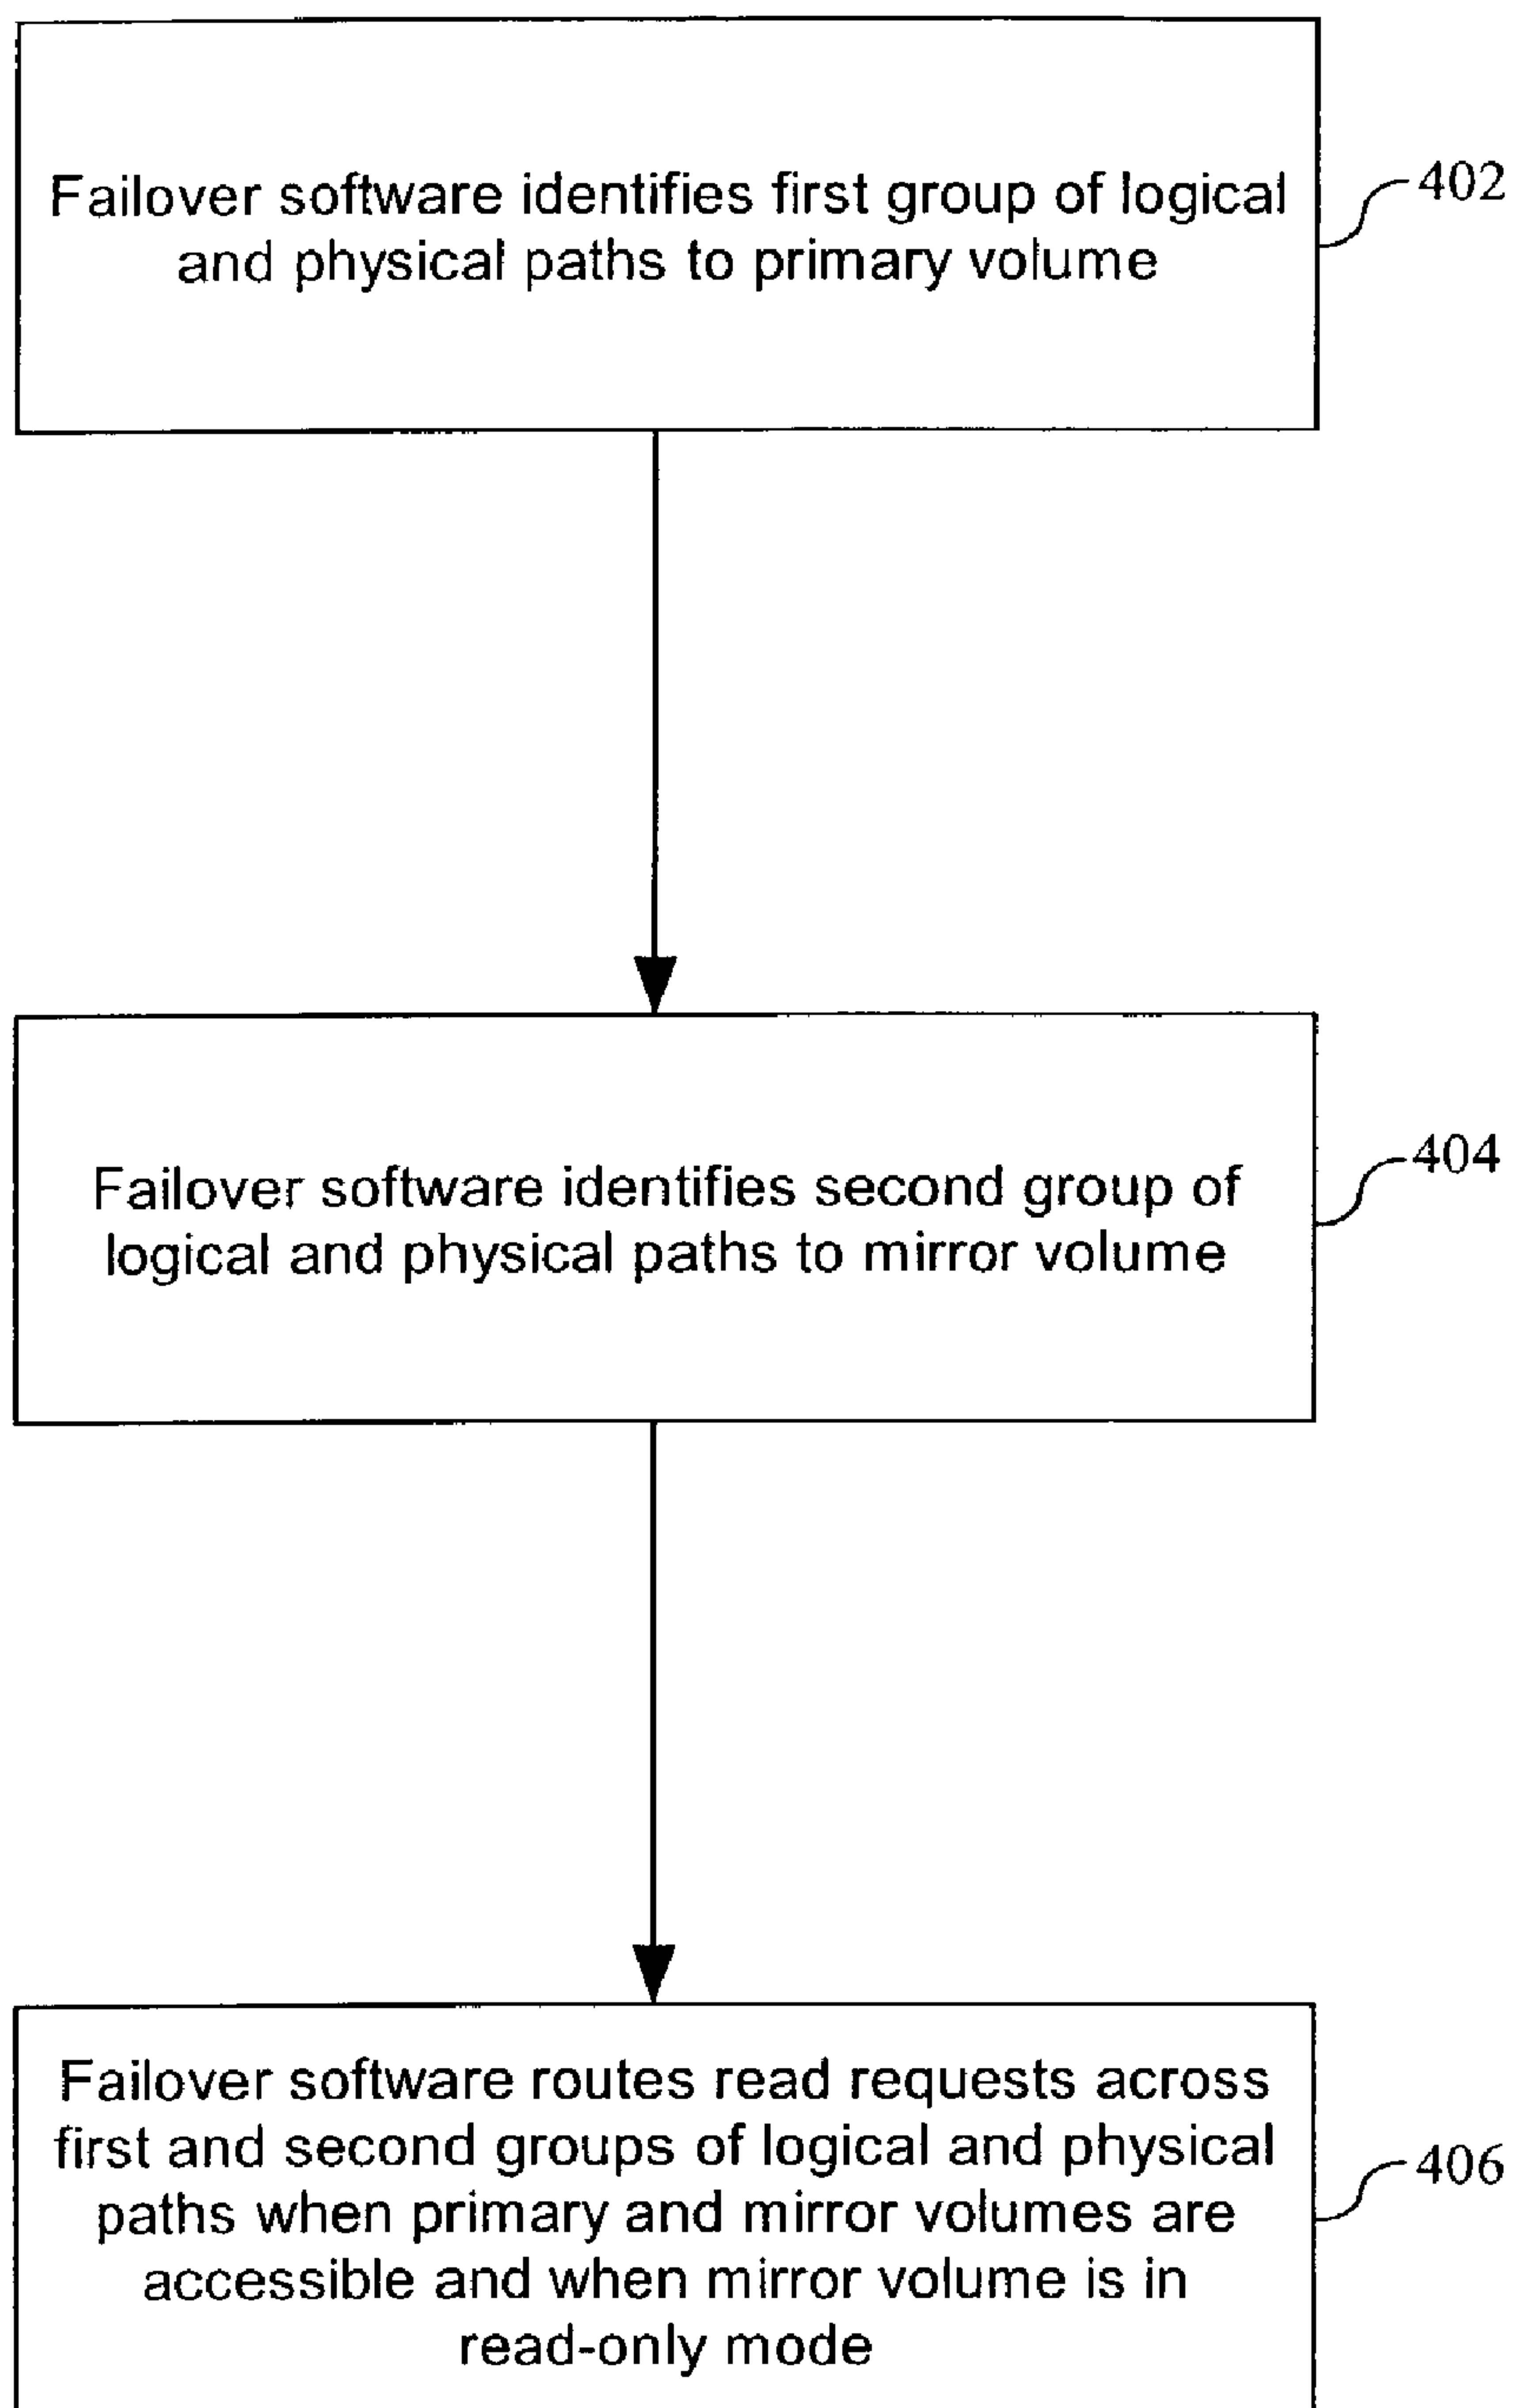 Failover software identifies first group of logical
and physical paths to primary volume
402
Failover software identifies second group of
logical and physical paths to mirror volume
404
Failover software routes read requests across
first and second groups of logical and physical
paths when primary and mirror volumes are
accessible and when mirror volume is in
read-only mode
406